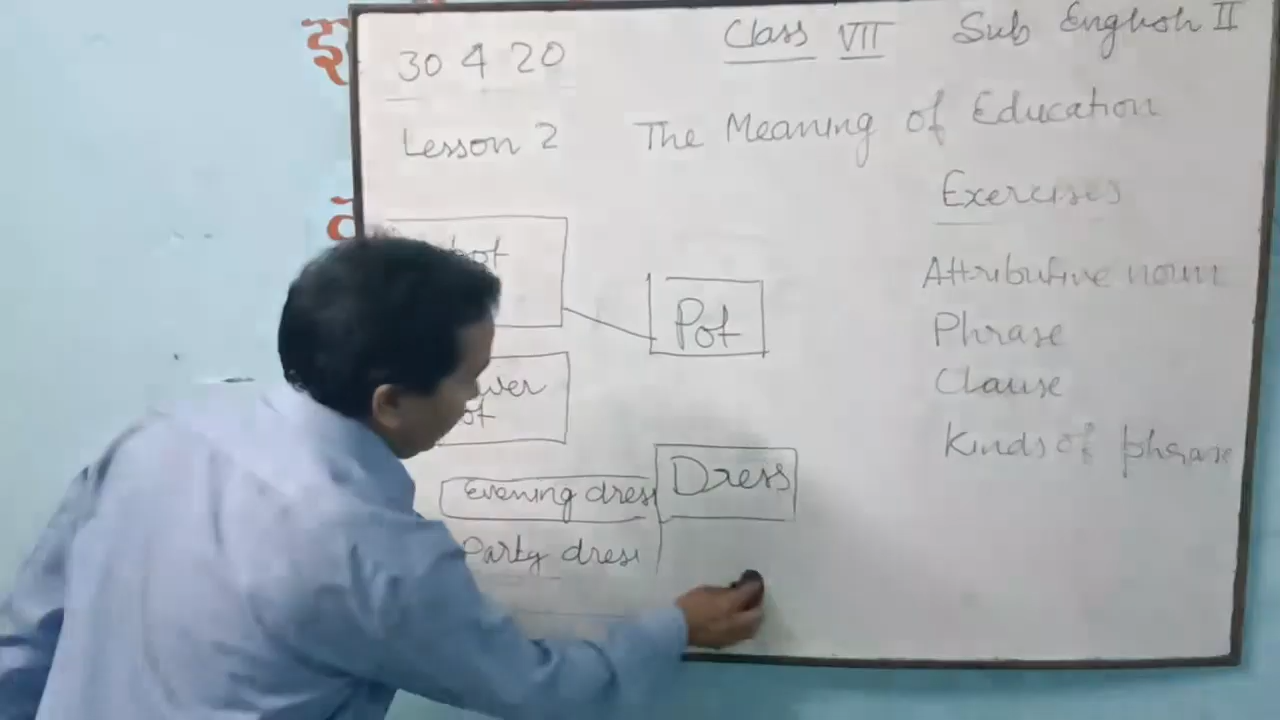 30 4 20
Class VII Sub English II
Lesson 2 The Meaning of Education
Exercises
Attributive noun
Phrase
Clause
Kinds of phrase
Pot
Dress
Evening dress
Party dress